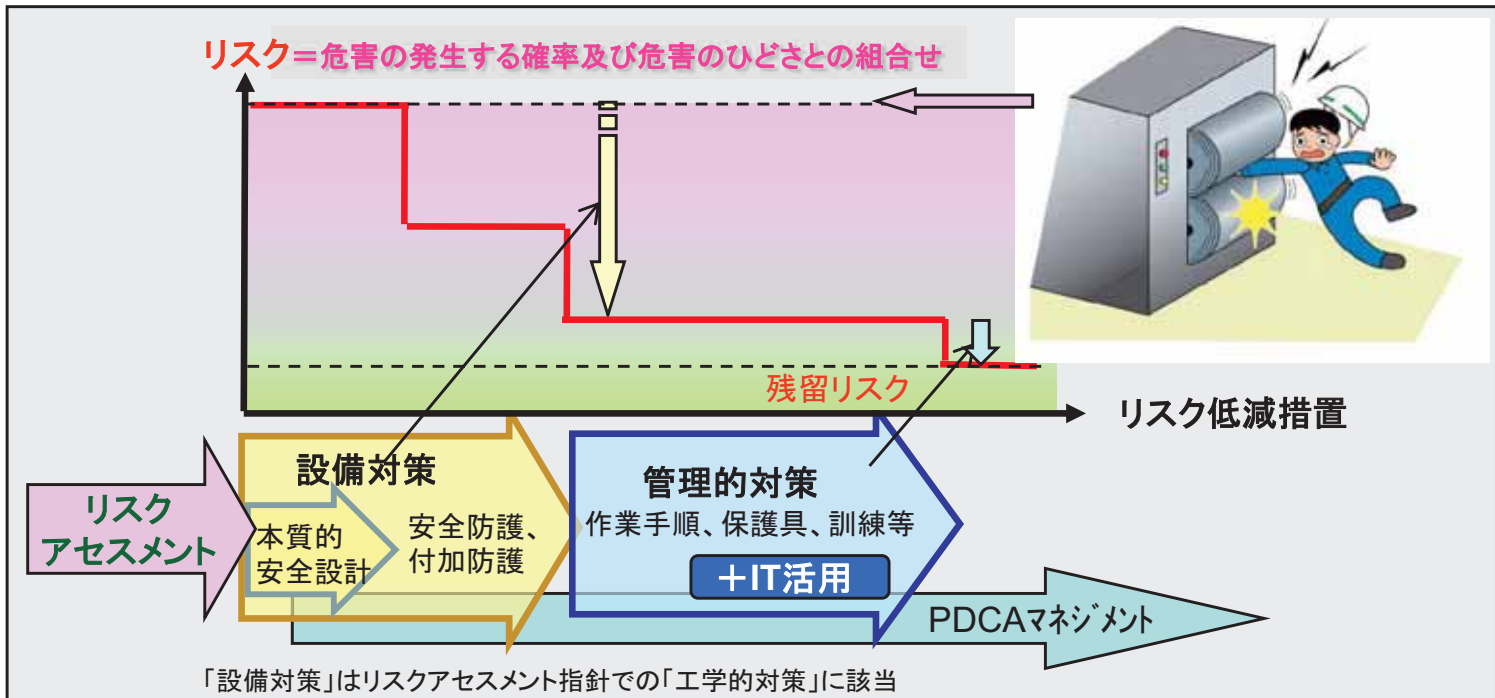 リスク＝危害の発生する確率及び危害のひどさとの組合せ
残留リスク
リスク低減措置
リスク
アセスメント
設備対策
本質的
安全設計
安全防護、
付加防護
管理的対策
作業手順、保護具、訓練等
＋IT活用
PDCAマネジメント
「設備対策」はリスクアセスメント指針での「工学的対策」に該当